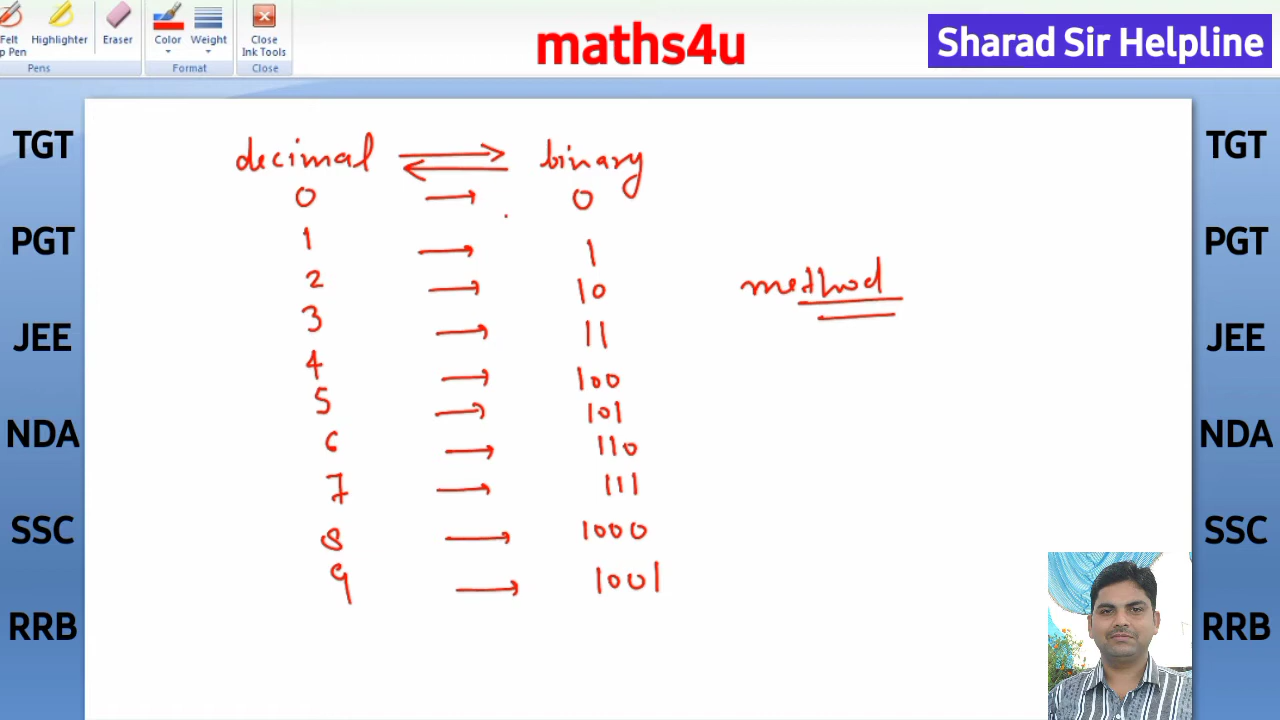 Felt
p Pen
Highlighter
Eraser
Color
Weight
Close
Ink Tools
Pens
Format
Close
maths4u
Sharad Sir Helpline
TGT
PGT
JEE
NDA
SSC
RRB
decimal ⇄ binary
0 → 0
1 → 1
2 → 10
3 → 11
4 → 100
5 → 101
6 → 110
7 → 111
8 → 1000
9 → 1001
method
TGT
PGT
JEE
NDA
SSC
RRB